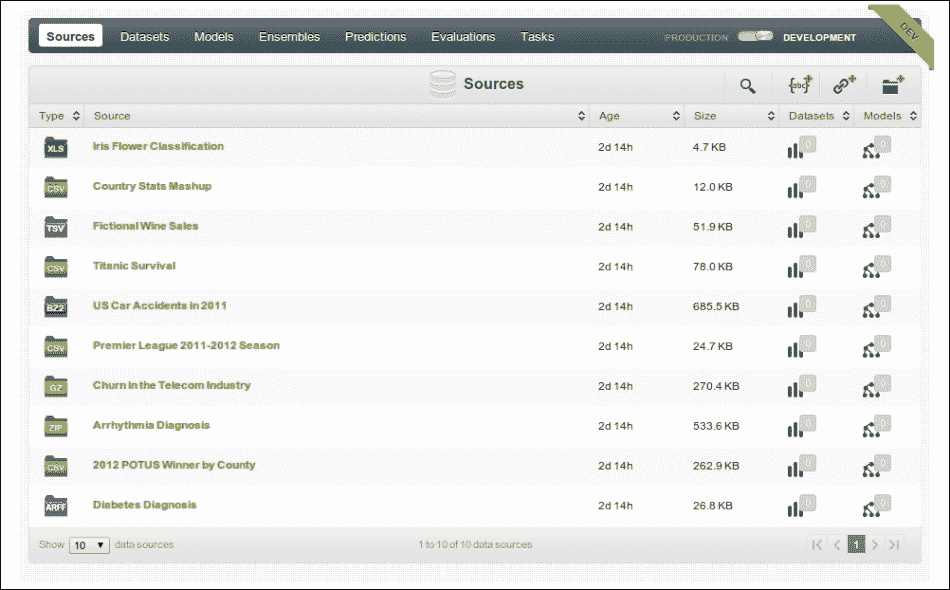 Sources Datasets Models Ensembles Predictions Evaluations Tasks PRODUCTION DEVELOPMENT DEV
Sources {abc}
Type Source Age Size Datasets Models
XLS Iris Flower Classification 2d 14h 4.7 KB 0 0
CSV Country Stats Mashup 2d 14h 12.0 KB 0 0
TSV Fictional Wine Sales 2d 14h 51.9 KB 0 0
CSV Titanic Survival 2d 14h 78.0 KB 0 0
BZ2 US Car Accidents in 2011 2d 14h 685.5 KB 0 0
CSV Premier League 2011-2012 Season 2d 14h 24.7 KB 0 0
GZ Churn in the Telecom Industry 2d 14h 270.4 KB 0 0
ZIP Arrhythmia Diagnosis 2d 14h 533.6 KB 0 0
CSV 2012 POTUS Winner by County 2d 14h 262.9 KB 0 0
ARFF Diabetes Diagnosis 2d 14h 26.8 KB 0 0
Show 10 data sources 1 to 10 of 10 data sources 1